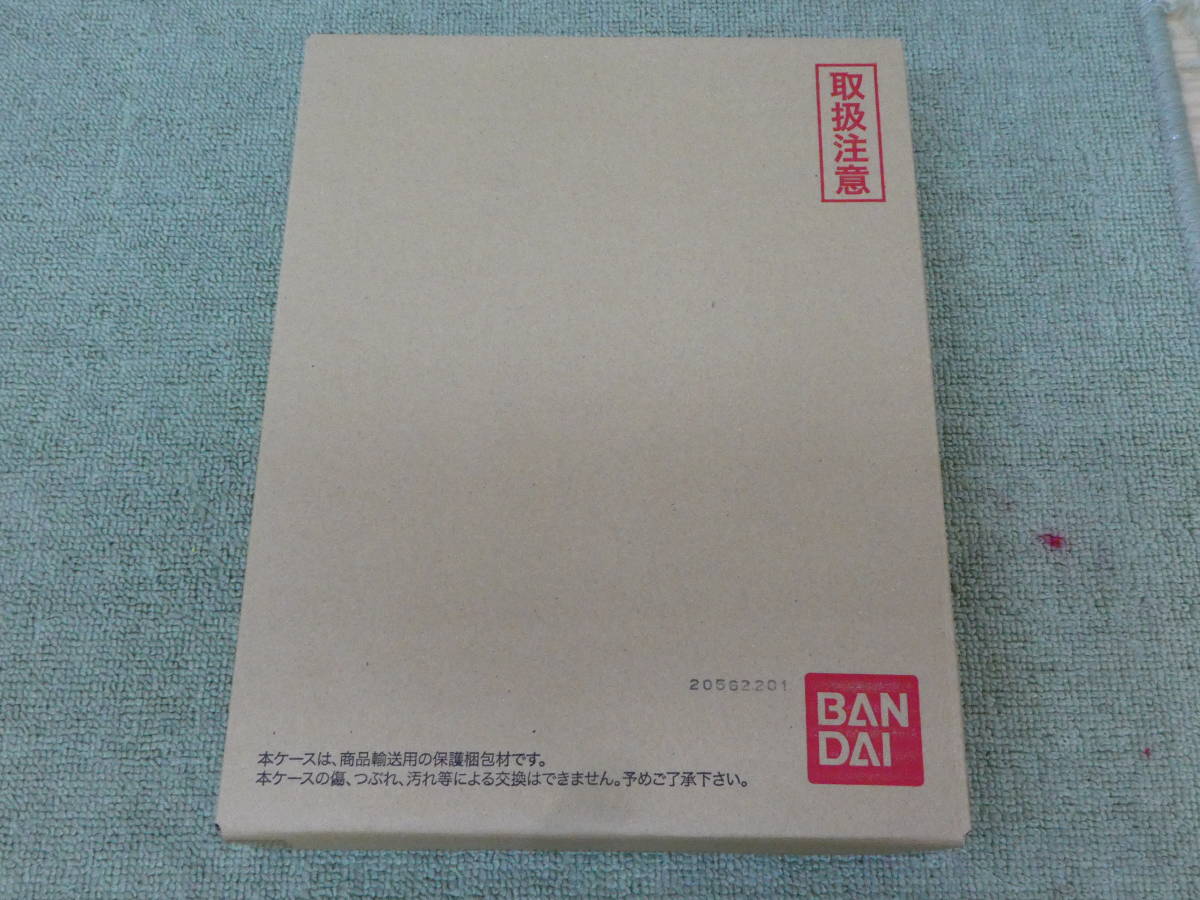 取扱注意
20562201
BAN
DAI
本ケースは、商品輸送用の保護梱包材です。
本ケースの傷、つぶれ、汚れ等による交換はできません。予めご了承下さい。